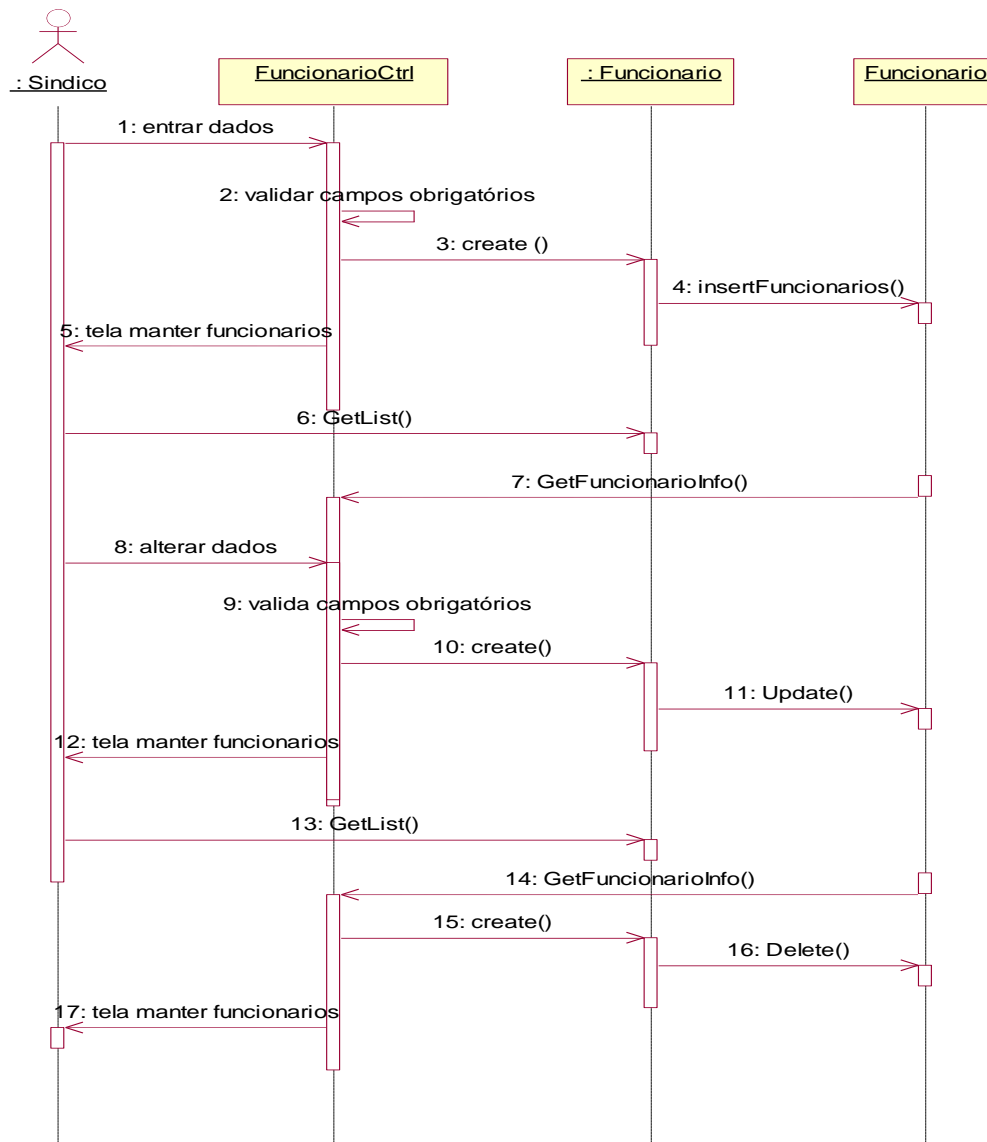 : Sindico
FuncionarioCtrl
: Funcionario
Funcionario
1: entrar dados
2: validar campos obrigatórios
3: create ()
4: insertFuncionarios()
5: tela manter funcionarios
6: GetList()
7: GetFuncionarioInfo()
8: alterar dados
9: valida campos obrigatórios
10: create()
11: Update()
12: tela manter funcionarios
13: GetList()
14: GetFuncionarioInfo()
15: create()
16: Delete()
17: tela manter funcionarios